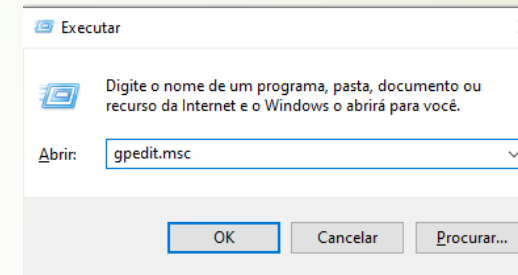 Executar
Digite o nome de um programa, pasta, documento ou
recurso da Internet e o Windows o abrirá para você.
Abrir: gpedit.msc
OK Cancelar Procurar...